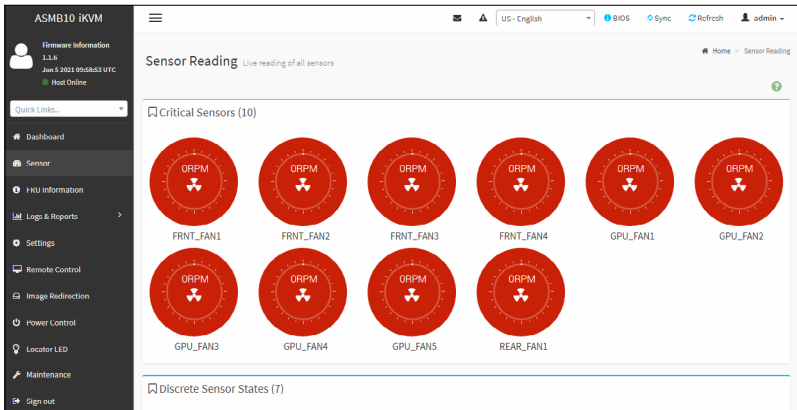 ASMB10 iKVM
US - English
BIOS
Sync
Refresh
admin
Firmware Information
1.1.6
Jan 5 2021 09:58:53 UTC
Host Online
Quick Links...
Dashboard
Sensor
FRU Information
Logs & Reports
Settings
Remote Control
Image Redirection
Power Control
Locator LED
Maintenance
Sign out
Sensor Reading Live reading of all sensors
Home > Sensor Reading
Critical Sensors (10)
0RPM 0RPM 0RPM 0RPM 0RPM 0RPM
FRNT_FAN1 FRNT_FAN2 FRNT_FAN3 FRNT_FAN4 GPU_FAN1 GPU_FAN2
0RPM 0RPM 0RPM 0RPM
GPU_FAN3 GPU_FAN4 GPU_FAN5 REAR_FAN1
Discrete Sensor States (7)